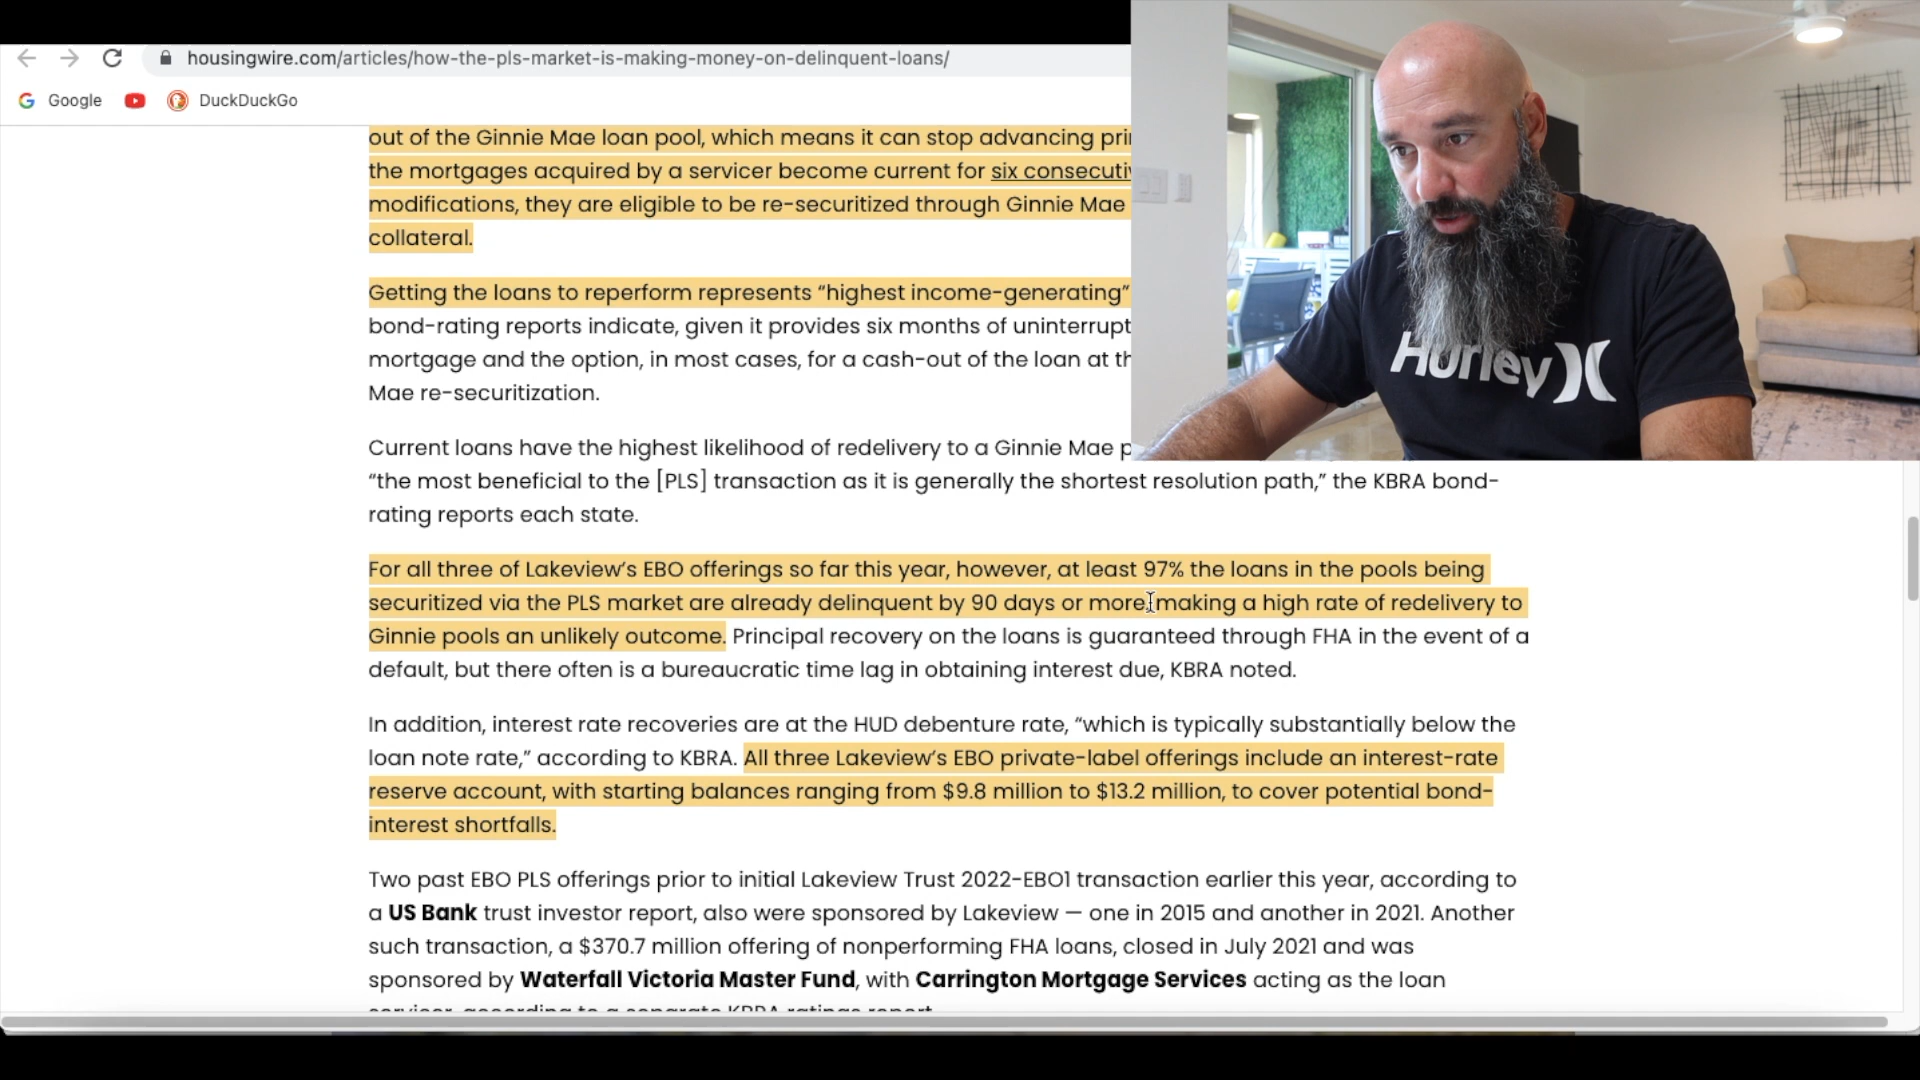 housingwire.com/articles/how-the-pls-market-is-making-money-on-delinquent-loans/
Google DuckDuckGo
out of the Ginnie Mae loan pool, which means it can stop advancing
the mortgages acquired by a servicer become current for six
modifications, they are eligible to be re-securitized through Ginnie Mae
collateral.
Getting the loans to reperform represents “highest income-generating”
bond-rating reports indicate, given it provides six months of
mortgage and the option, in most cases, for a cash-out of the loan at
Mae re-securitization.
Current loans have the highest likelihood of redelivery to a Ginnie Mae
“the most beneficial to the [PLS] transaction as it is generally the shortest resolution path,” the KBRA bond-
rating reports each state.
For all three of Lakeview’s EBO offerings so far this year, however, at least 97% the loans in the pools being
securitized via the PLS market are already delinquent by 90 days or more, making a high rate of redelivery to
Ginnie pools an unlikely outcome. Principal recovery on the loans is guaranteed through FHA in the event of a
default, but there often is a bureaucratic time lag in obtaining interest due, KBRA noted.
In addition, interest rate recoveries are at the HUD debenture rate, “which is typically substantially below the
loan note rate,” according to KBRA. All three Lakeview’s EBO private-label offerings include an interest-rate
reserve account, with starting balances ranging from $9.8 million to $13.2 million, to cover potential bond-
interest shortfalls.
Two past EBO PLS offerings prior to initial Lakeview Trust 2022-EBO1 transaction earlier this year, according to
a US Bank trust investor report, also were sponsored by Lakeview — one in 2015 and another in 2021. Another
such transaction, a $370.7 million offering of nonperforming FHA loans, closed in July 2021 and was
sponsored by Waterfall Victoria Master Fund, with Carrington Mortgage Services acting as the loan
servicer, according to a separate KBRA ratings report
Hurley